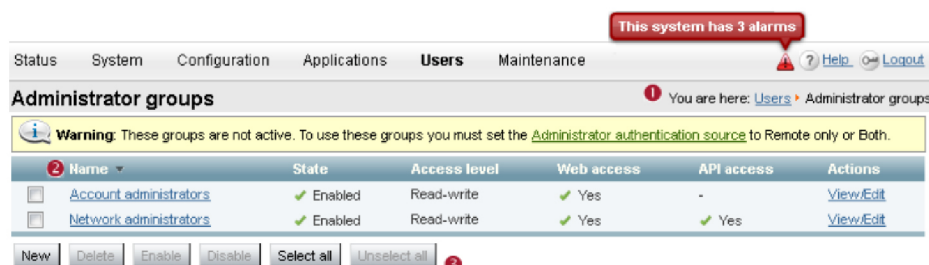 This system has 3 alarms
Status System Configuration Applications Users Maintenance ? Help Logout
Administrator groups 1 You are here: Users Administrator groups
Warning: These groups are not active. To use these groups you must set the Administrator authentication source to Remote only or Both.
2 Name State Access level Web access API access Actions
Account administrators Enabled Read-write Yes - View/Edit
Network administrators Enabled Read-write Yes Yes View/Edit
New Delete Enable Disable Select all Unselect all 3